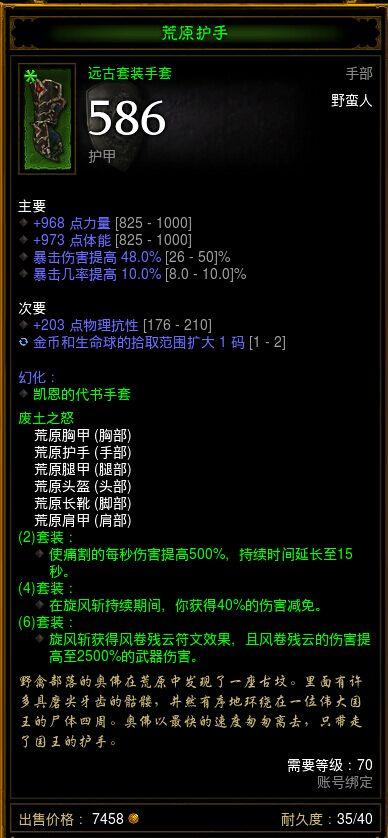 荒原护手
远古套装手套 手部
586 野蛮人
护甲
主要
+968 点力量 [825 - 1000]
+973 点体能 [825 - 1000]
暴击伤害提高 48.0% [26 - 50]%
暴击几率提高 10.0% [8.0 - 10.0]%
次要
+203 点物理抗性 [176 - 210]
金币和生命球的拾取范围扩大 1 码 [1 - 2]
幻化：
凯恩的代书手套
废土之怒
荒原胸甲 (胸部)
荒原护手 (手部)
荒原腿甲 (腿部)
荒原头盔 (头部)
荒原长靴 (脚部)
荒原肩甲 (肩部)
(2)套装：
使痛割的每秒伤害提高500%，持续时间延长至15
秒。
(4)套装：
在旋风斩持续期间，你获得40%的伤害减免。
(6)套装：
旋风斩获得风卷残云符文效果，且风卷残云的伤害提
高至2500%的武器伤害。
野禽部落的奥佛在荒原中发现了一座古坟。里面有许
多具磨尖牙齿的骷髅，井然有序地环绕在一位伟大国
王的尸体四周。奥佛以最快的速度匆匆离去，只带走
了国王的护手。
需要等级：70
账号绑定
出售价格：7458 耐久度：35/40